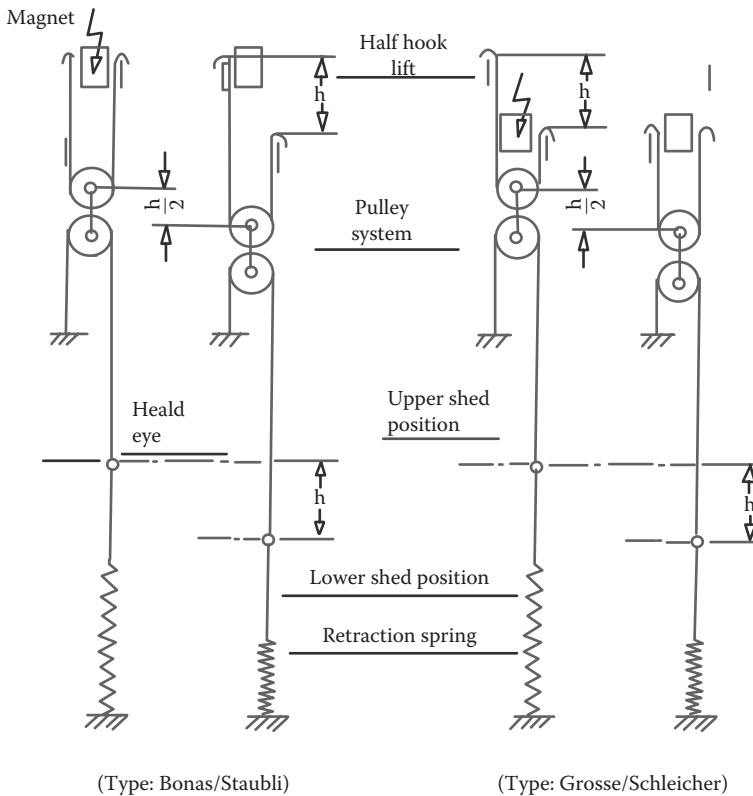 Magnet
Half hook
lift
h
h
h
2
h
2
Pulley
system
Heald
eye
Upper shed
position
h
h
Lower shed position
Retraction spring
(Type: Bonas/Staubli)
(Type: Grosse/Schleicher)